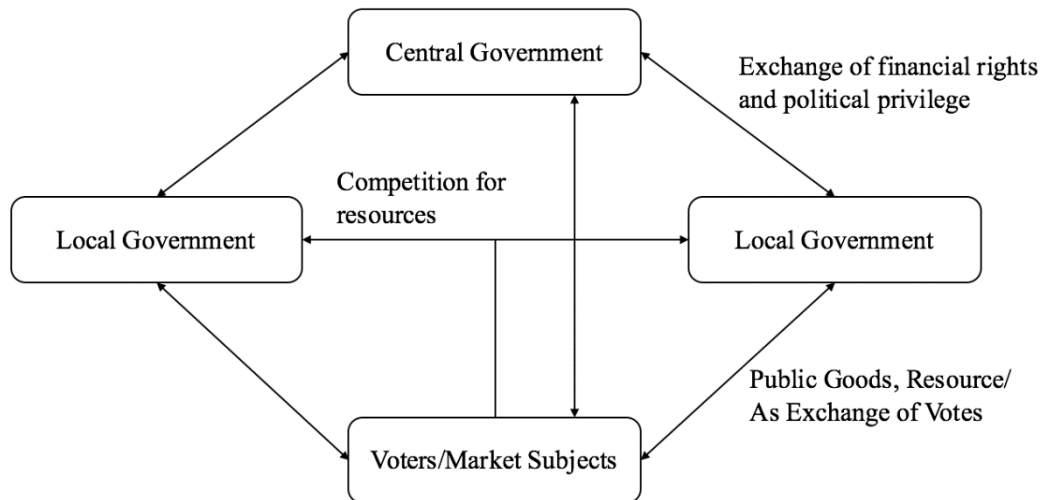 Central Government
Exchange of financial rights
and political privilege
Competition for
resources
Local Government
Local Government
Public Goods, Resource/
As Exchange of Votes
Voters/Market Subjects